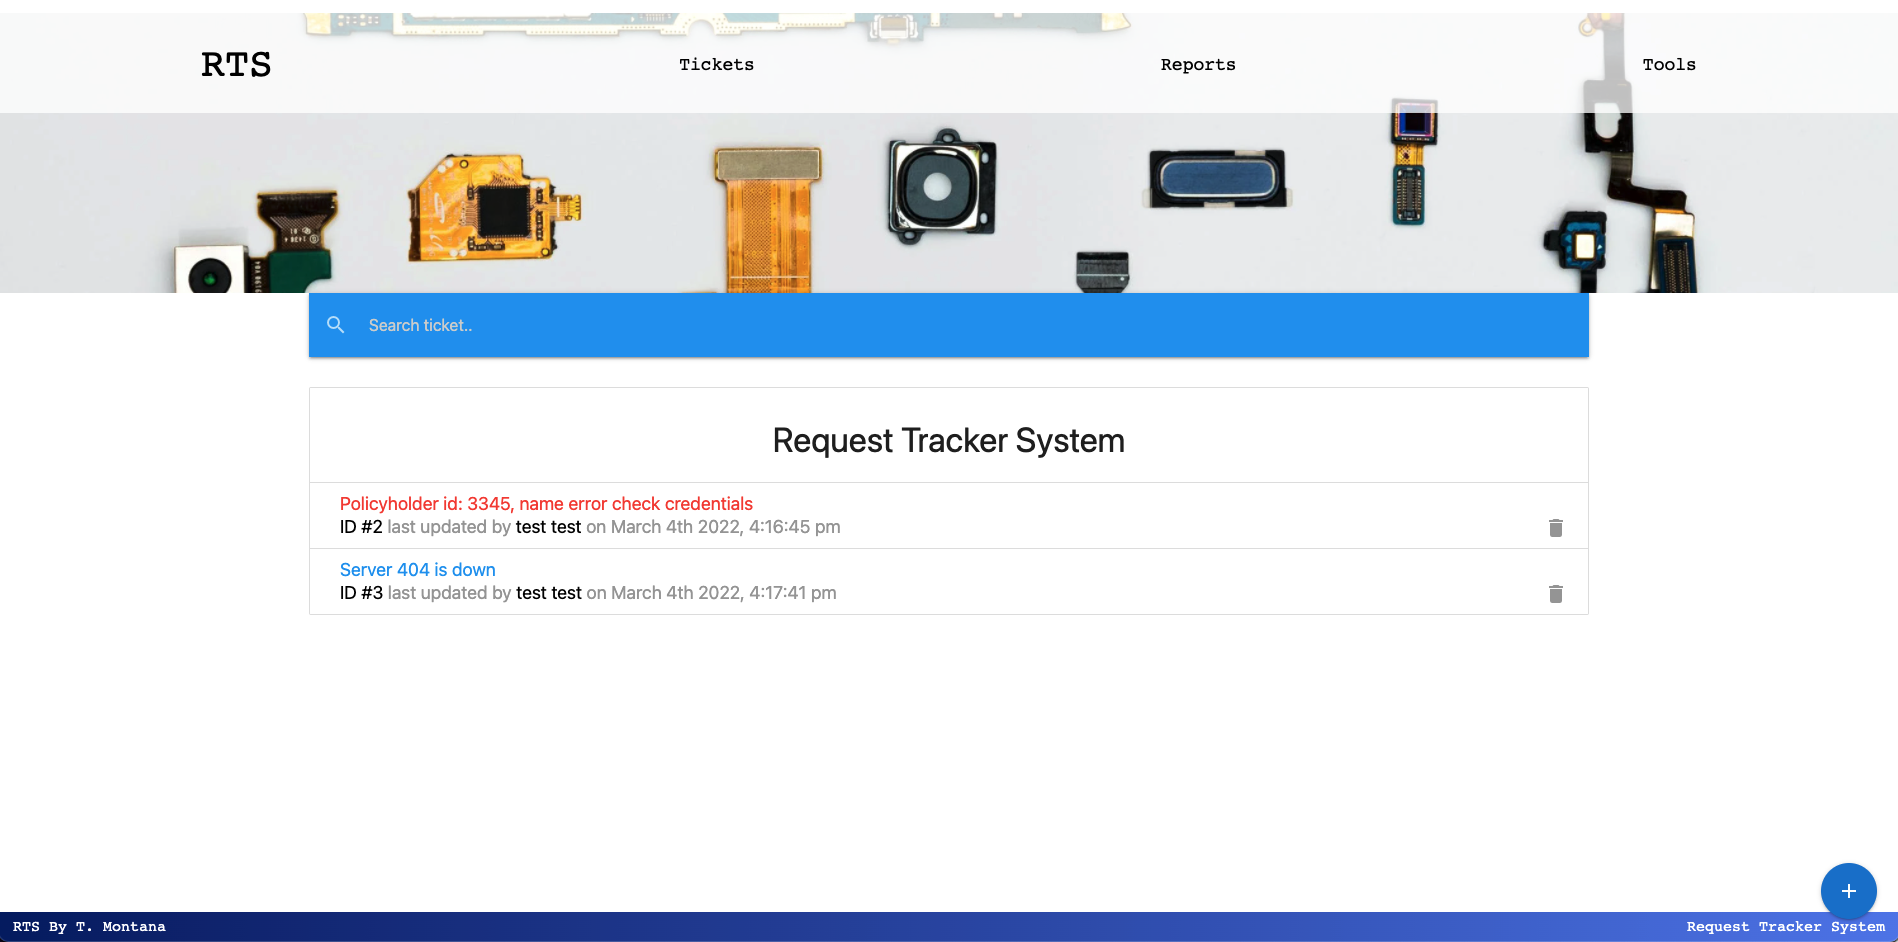 RTS
Tickets
Reports
Tools
Search ticket..
Request Tracker System
Policyholder id: 3345, name error check credentials
ID #2 last updated by test test on March 4th 2022, 4:16:45 pm
Server 404 is down
ID #3 last updated by test test on March 4th 2022, 4:17:41 pm
RTS By T. Montana
Request Tracker System